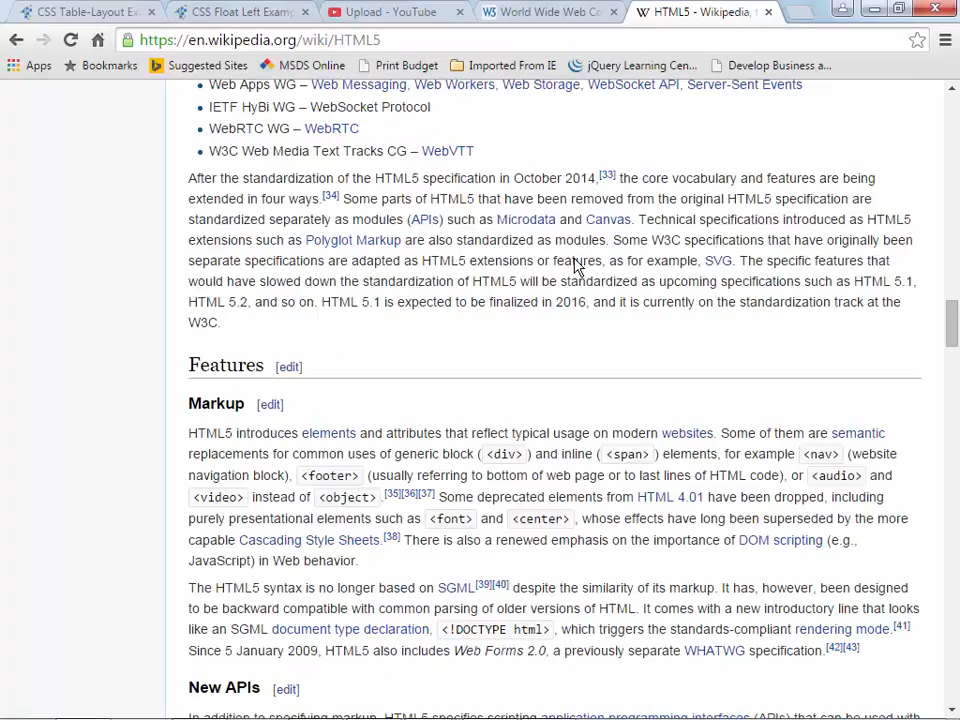 CSS Table-Layout Ex
CSS Float Left Examp
Upload - YouTube
World Wide Web Co
HTML5 - Wikipedia, t
https://en.wikipedia.org/wiki/HTML5
Apps
Bookmarks
Suggested Sites
MSDS Online
Print Budget
Imported From IE
jQuery Learning Cen...
Develop Business a...
Web Apps WG – Web Messaging, Web Workers, Web Storage, WebSocket API, Server-Sent Events
IETF HyBi WG – WebSocket Protocol
WebRTC WG – WebRTC
W3C Web Media Text Tracks CG – WebVTT
After the standardization of the HTML5 specification in October 2014,[33] the core vocabulary and features are being
extended in four ways.[34] Some parts of HTML5 that have been removed from the original HTML5 specification are
standardized separately as modules (APIs) such as Microdata and Canvas. Technical specifications introduced as HTML5
extensions such as Polyglot Markup are also standardized as modules. Some W3C specifications that have originally been
separate specifications are adapted as HTML5 extensions or features, as for example, SVG. The specific features that
would have slowed down the standardization of HTML5 will be standardized as upcoming specifications such as HTML 5.1,
HTML 5.2, and so on. HTML 5.1 is expected to be finalized in 2016, and it is currently on the standardization track at the
W3C.
Features [edit]
Markup [edit]
HTML5 introduces elements and attributes that reflect typical usage on modern websites. Some of them are semantic
replacements for common uses of generic block (<div>) and inline (<span>) elements, for example <nav> (website
navigation block), <footer> (usually referring to bottom of web page or to last lines of HTML code), or <audio> and
<video> instead of <object>.[35][36][37] Some deprecated elements from HTML 4.01 have been dropped, including
purely presentational elements such as <font> and <center>, whose effects have long been superseded by the more
capable Cascading Style Sheets.[38] There is also a renewed emphasis on the importance of DOM scripting (e.g.,
JavaScript) in Web behavior.
The HTML5 syntax is no longer based on SGML[39][40] despite the similarity of its markup. It has, however, been designed
to be backward compatible with common parsing of older versions of HTML. It comes with a new introductory line that looks
like an SGML document type declaration, <!DOCTYPE html>, which triggers the standards-compliant rendering mode.[41]
Since 5 January 2009, HTML5 also includes Web Forms 2.0, a previously separate WHATWG specification.[42][43]
New APIs [edit]
In addition to specifying markup, HTML5 specifies scripting application programming interfaces (APIs) that can be used with